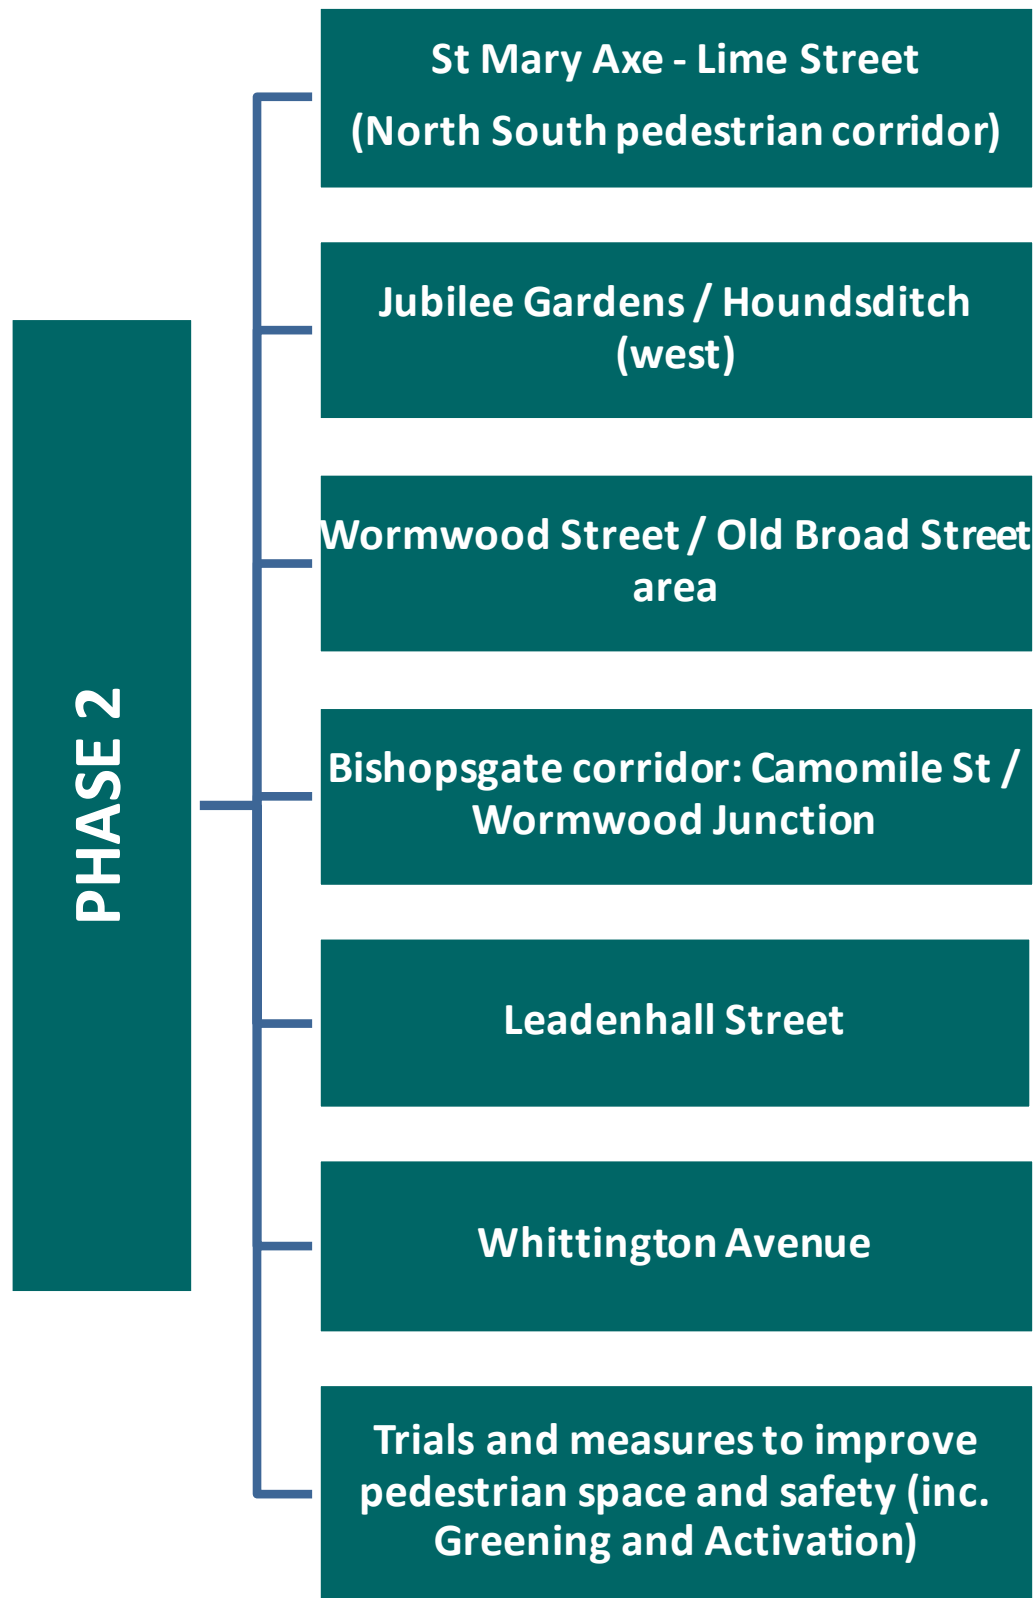 PHASE 2
St Mary Axe - Lime Street
(North South pedestrian corridor)
Jubilee Gardens / Houndsditch
(west)
Wormwood Street / Old Broad Street
area
Bishopsgate corridor: Camomile St /
Wormwood Junction
Leadenhall Street
Whittington Avenue
Trials and measures to improve
pedestrian space and safety (inc.
Greening and Activation)